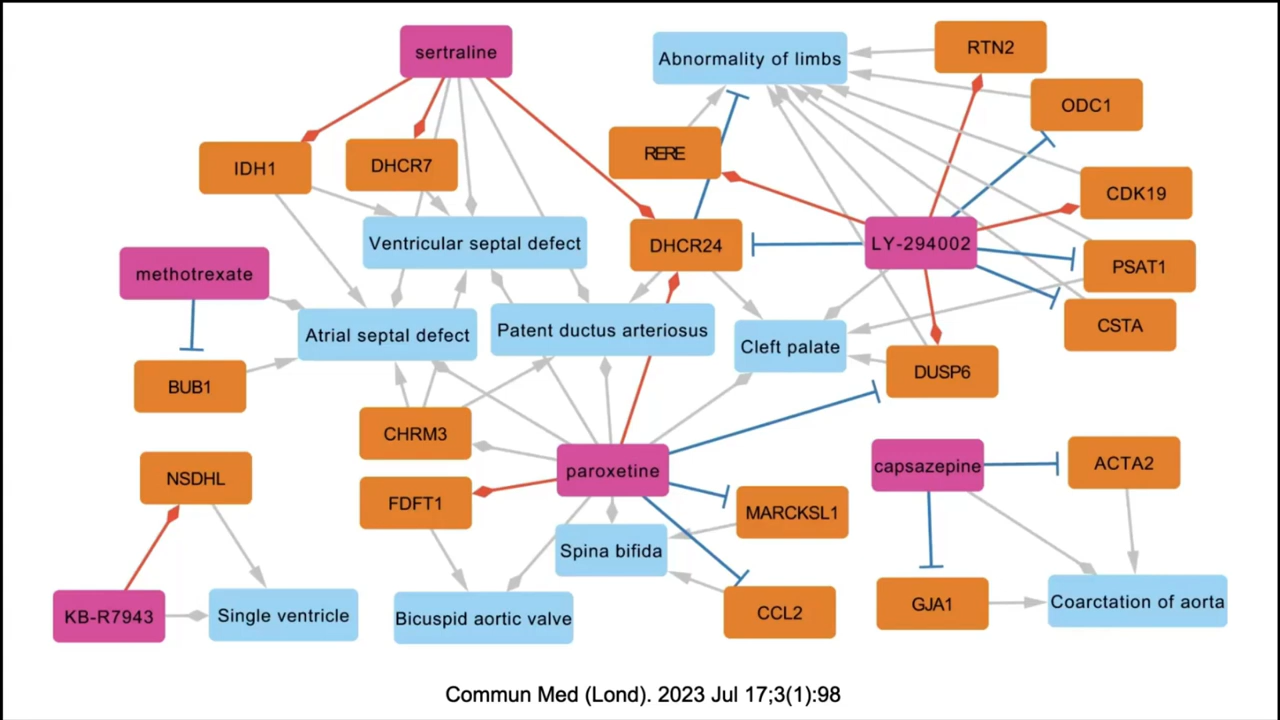 sertraline
Abnormality of limbs
RTN2
ODC1
IDH1
DHCR7
RERE
CDK19
Ventricular septal defect
DHCR24
LY-294002
methotrexate
PSAT1
Atrial septal defect
Patent ductus arteriosus
Cleft palate
CSTA
BUB1
DUSP6
CHRM3
paroxetine
capsazepine
ACTA2
NSDHL
FDFT1
MARCKSL1
Spina bifida
KB-R7943
Single ventricle
Bicuspid aortic valve
CCL2
GJA1
Coarctation of aorta
Commun Med (Lond). 2023 Jul 17;3(1):98